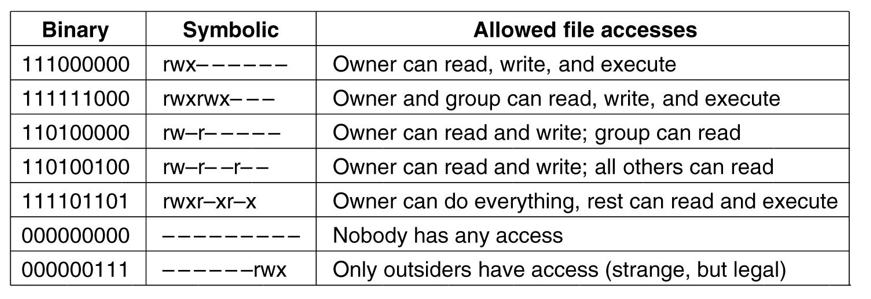 Binary Symbolic Allowed file accesses
111000000 rwx–––––– Owner can read, write, and execute
111111000 rwxrwx––– Owner and group can read, write, and execute
110100000 rw–r––––– Owner can read and write; group can read
110100100 rw–r––r–– Owner can read and write; all others can read
111101101 rwxr–xr–x Owner can do everything, rest can read and execute
000000000 ––––––––– Nobody has any access
000000111 ––––––rwx Only outsiders have access (strange, but legal)